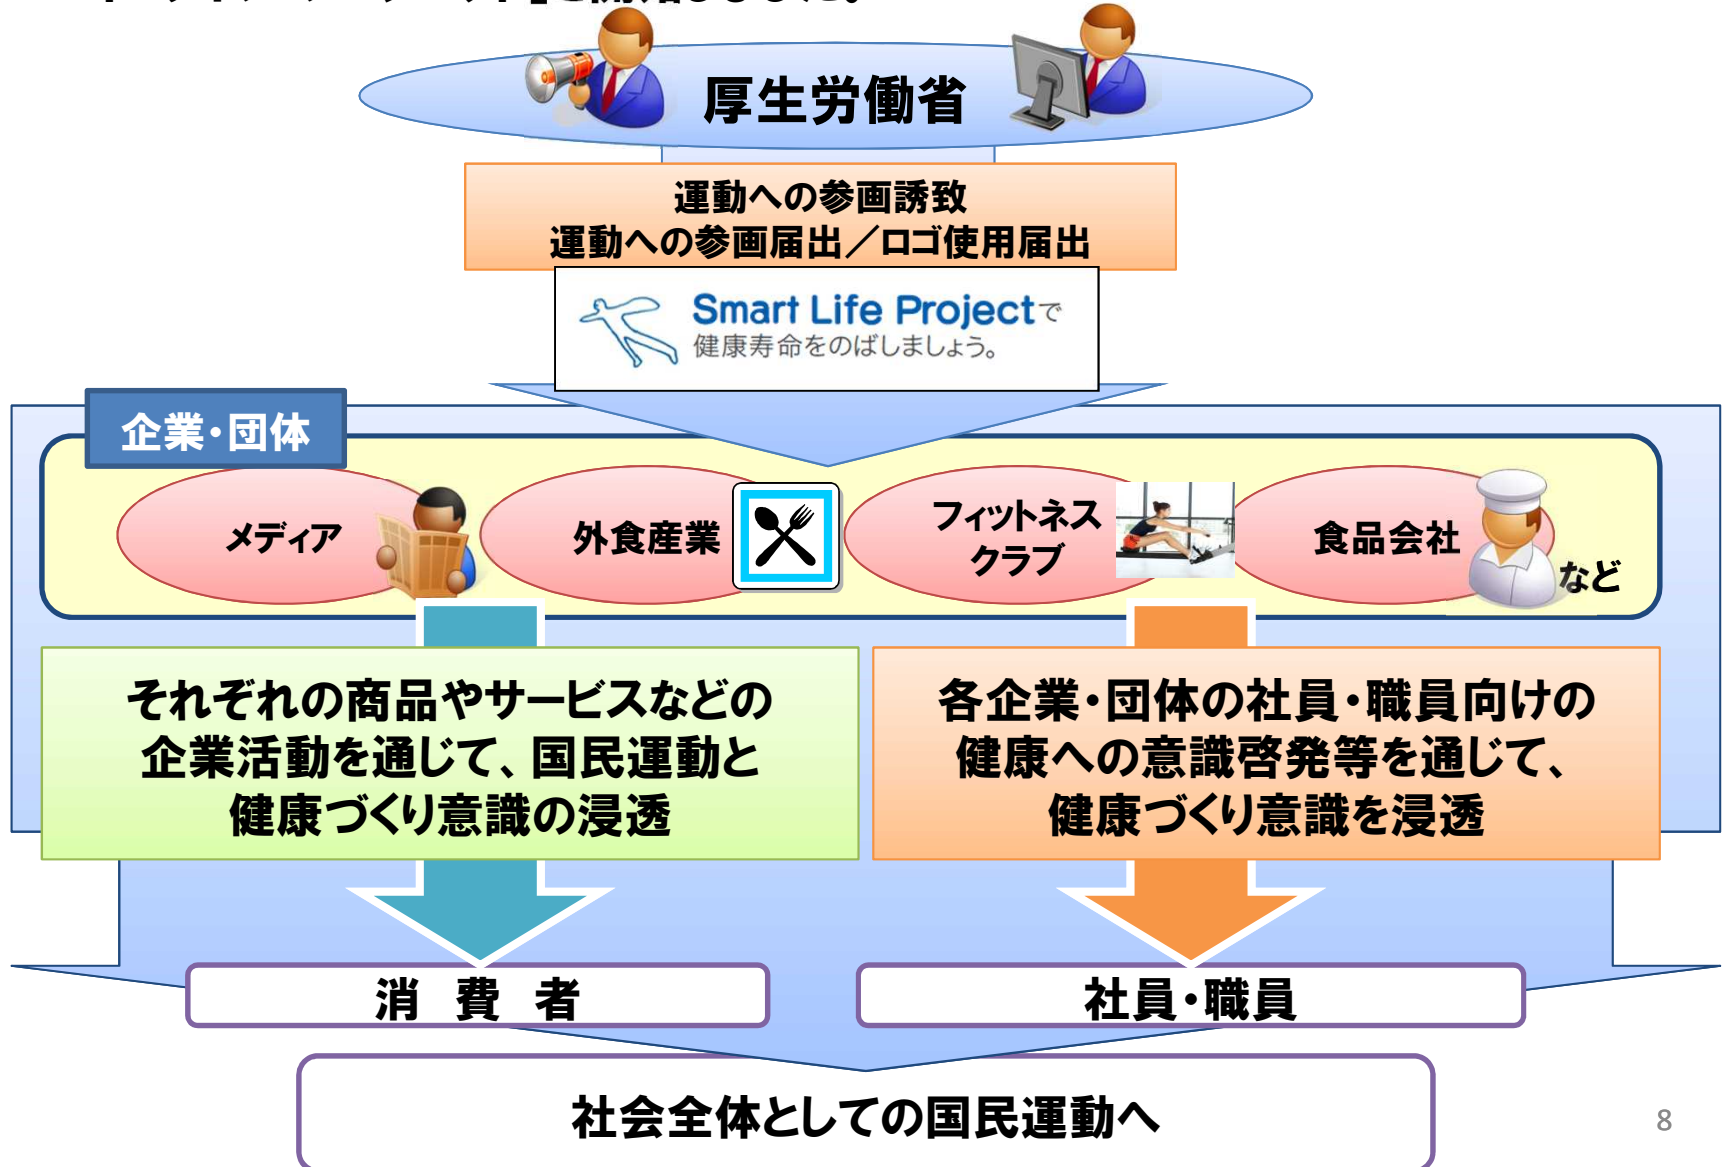 厚生労働省
運動への参画誘致
運動への参画届出／ロゴ使用届出
Smart Life Projectで
健康寿命をのばしましょう。
企業・団体
メディア
外食産業
フィットネス
クラブ
食品会社
など
それぞれの商品やサービスなどの
企業活動を通じて、国民運動と
健康づくり意識の浸透
各企業・団体の社員・職員向けの
健康への意識啓発等を通じて、
健康づくり意識を浸透
消 費 者
社員・職員
社会全体としての国民運動へ
8